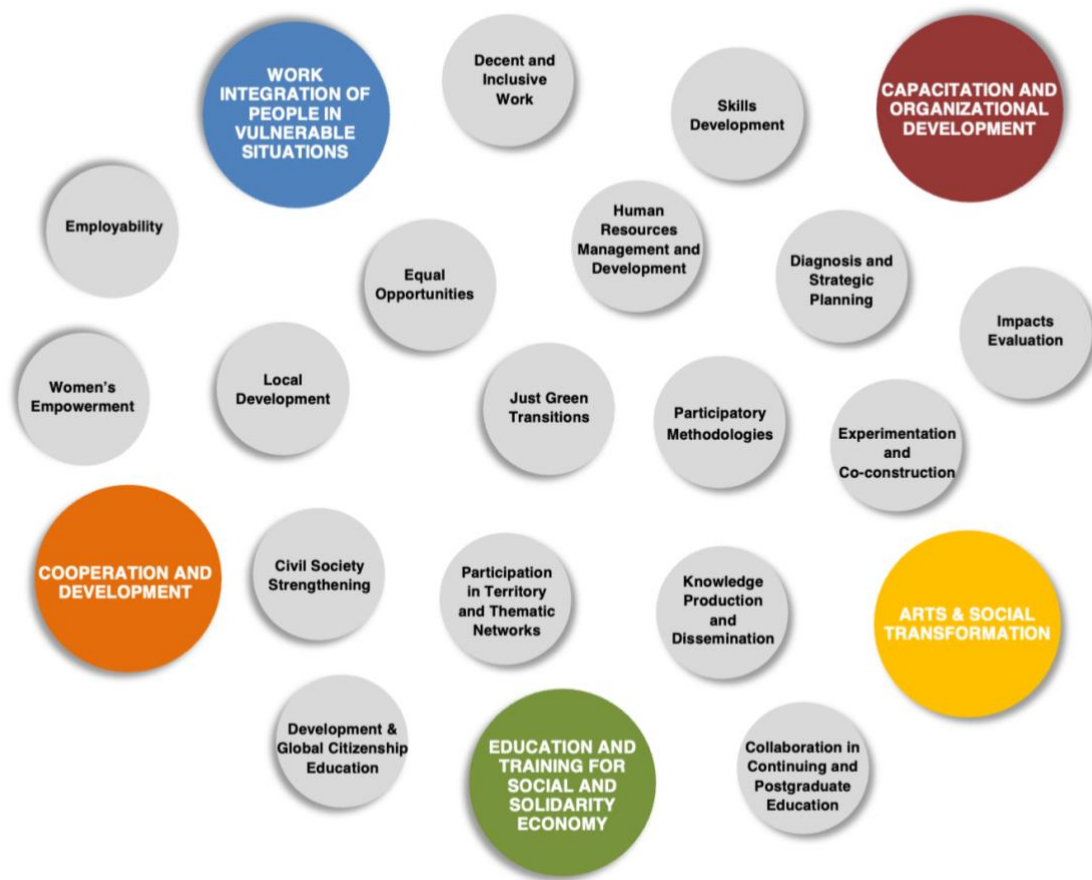 WORK
INTEGRATION OF
PEOPLE IN
VULNERABLE
SITUATIONS
Decent and
Inclusive
Work
Skills
Development
CAPACITATION AND
ORGANIZATIONAL
DEVELOPMENT
Employability
Equal
Opportunities
Human
Resources
Management and
Development
Diagnosis and
Strategic
Planning
Impacts
Evaluation
Women's
Empowerment
Local
Development
Just Green
Transitions
Participatory
Methodologies
Experimentation
and
Co-construction
COOPERATION AND
DEVELOPMENT
Civil Society
Strengthening
Participation
in Territory
and Thematic
Networks
Knowledge
Production
and
Dissemination
ARTS & SOCIAL
TRANSFORMATION
Development &
Global Citizenship
Education
EDUCATION AND
TRAINING FOR
SOCIAL AND
SOLIDARITY
ECONOMY
Collaboration in
Continuing and
Postgraduate
Education